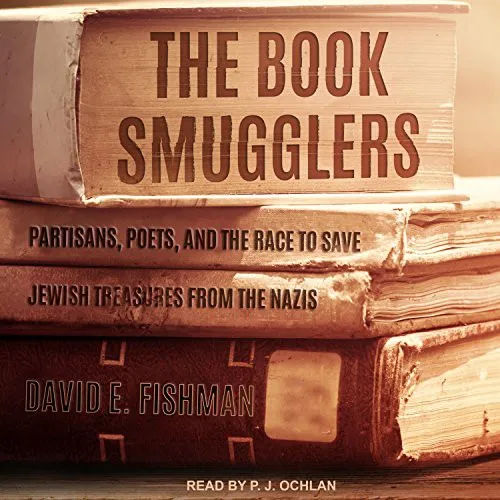 THE BOOK
SMUGGLERS
PARTISANS, POETS, AND THE RACE TO SAVE
JEWISH TREASURES FROM THE NAZIS
DAVID E. FISHMAN
READ BY P. J. OCHLAN